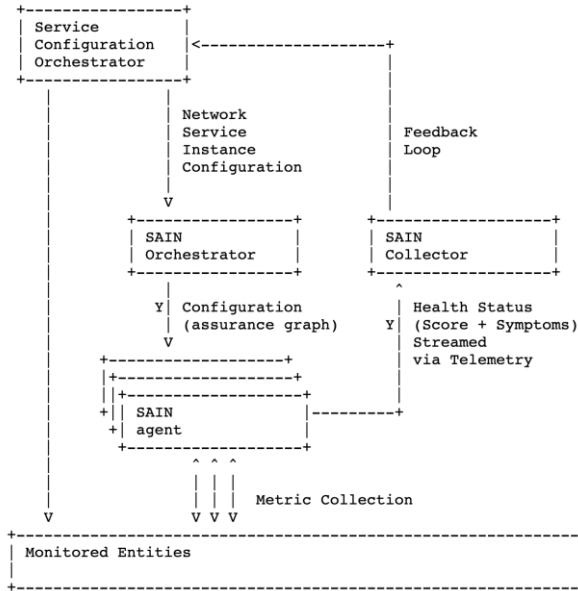 Service
Configuration
Orchestrator
Network
Service
Instance
Configuration
Feedback
Loop
SAIN
Orchestrator
SAIN
Collector
Y Configuration
(assurance graph)
Y Health Status
(Score + Symptoms)
Streamed
via Telemetry
SAIN
agent
Metric Collection
Monitored Entities